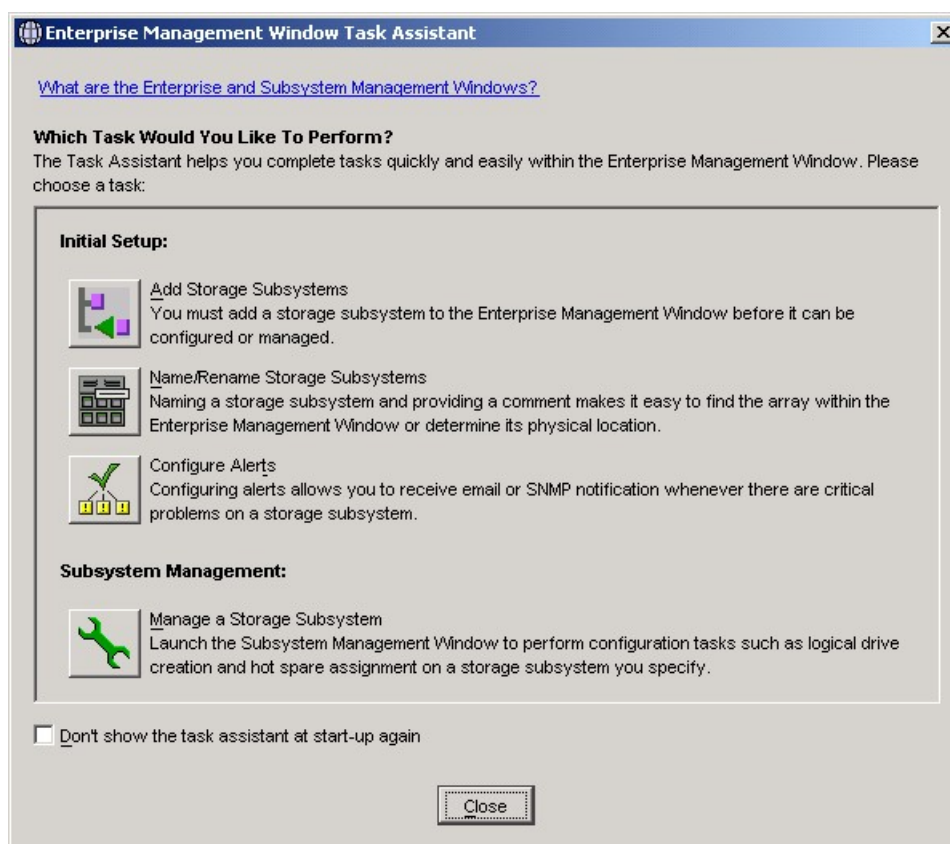 Enterprise Management Window Task Assistant
What are the Enterprise and Subsystem Management Windows?
Which Task Would You Like To Perform?
The Task Assistant helps you complete tasks quickly and easily within the Enterprise Management Window. Please
choose a task:
Initial Setup:
Add Storage Subsystems
You must add a storage subsystem to the Enterprise Management Window before it can be
configured or managed.
Name/Rename Storage Subsystems
Naming a storage subsystem and providing a comment makes it easy to find the array within the
Enterprise Management Window or determine its physical location.
Configure Alerts
Configuring alerts allows you to receive email or SNMP notification whenever there are critical
problems on a storage subsystem.
Subsystem Management:
Manage a Storage Subsystem
Launch the Subsystem Management Window to perform configuration tasks such as logical drive
creation and hot spare assignment on a storage subsystem you specify.
Don't show the task assistant at start-up again
Close